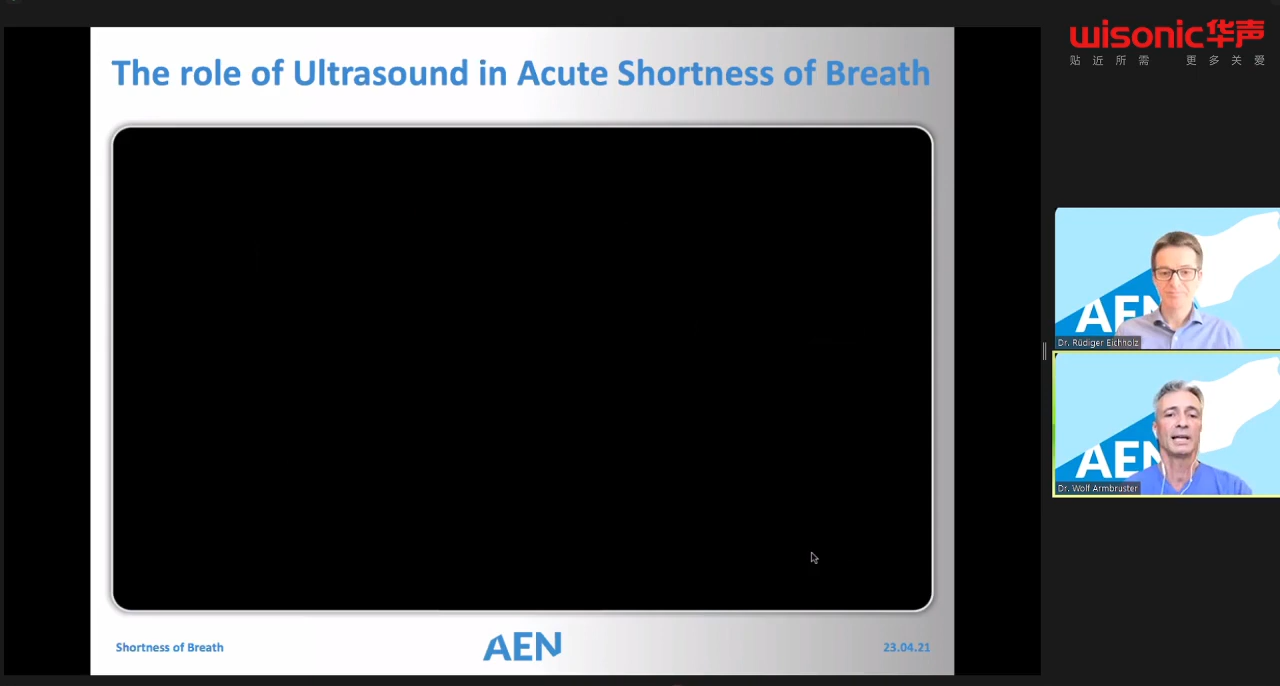 The role of Ultrasound in Acute Shortness of Breath
wisonic华声
贴近所需 更多关爱
AEN
Dr. Rüdiger Eichholz
AEN
Dr. Wolf Armbruster
Shortness of Breath
AEN
23.04.21